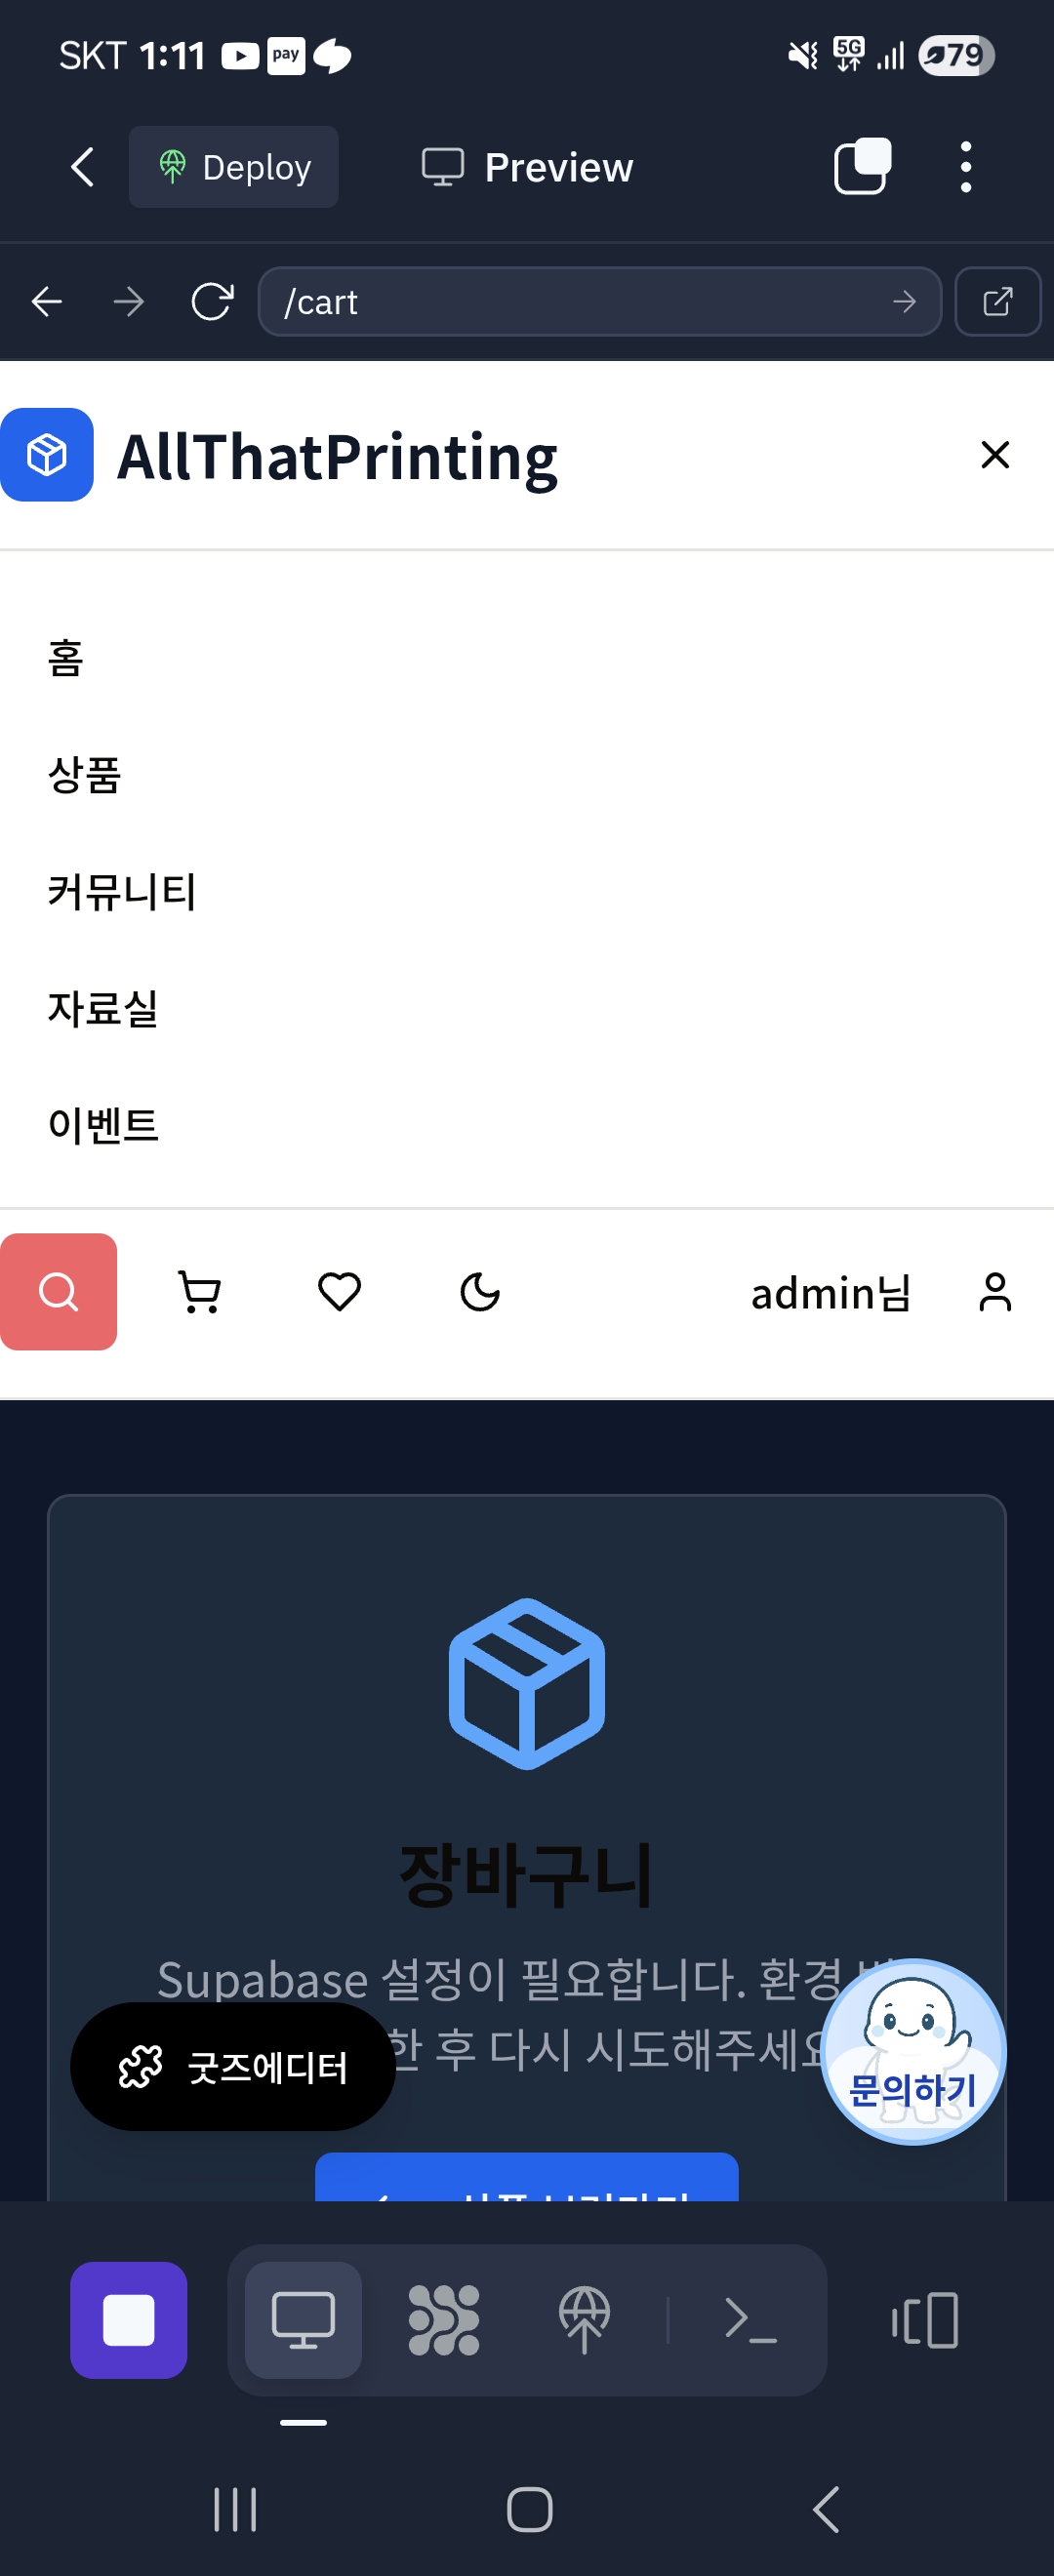 SKT 1:11 pay 5G 79
Deploy Preview
/cart
AllThatPrinting
홈
상품
커뮤니티
자료실
이벤트
admin님
장바구니
Supabase 설정이 필요합니다. 환경
한 후 다시 시도해주세요
굿즈에디터
문의하기